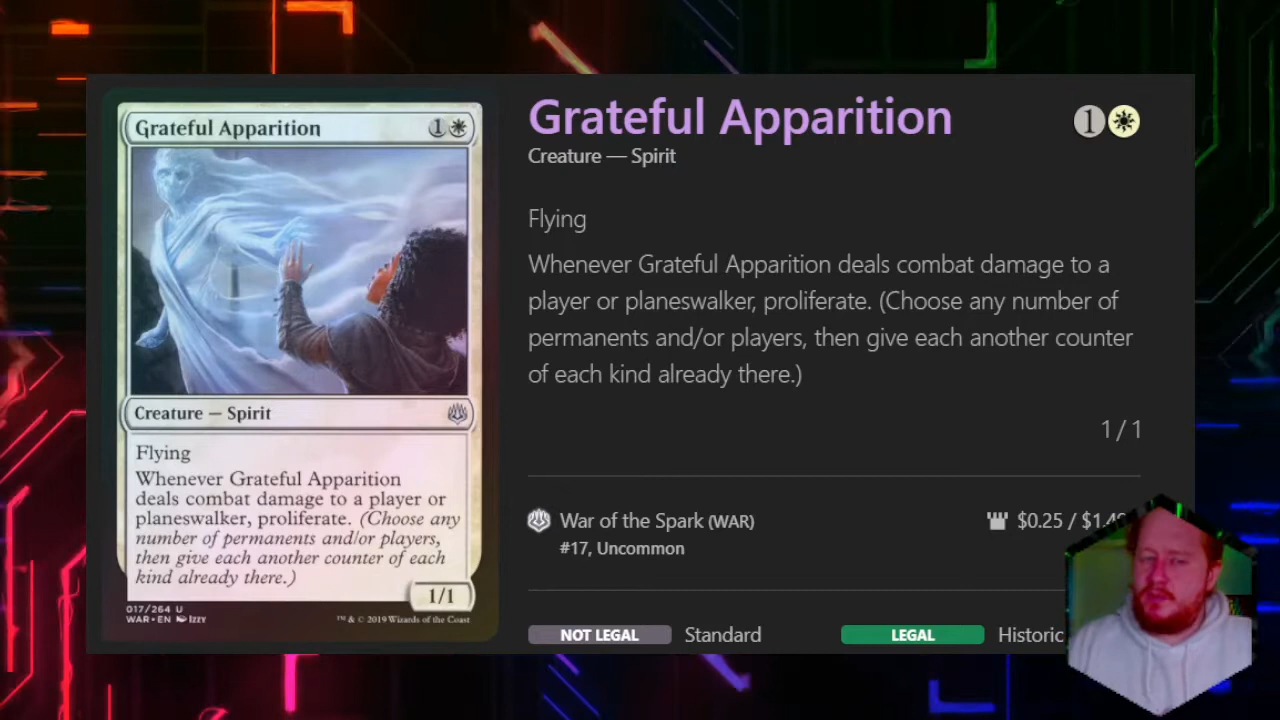 Grateful Apparition 1
Creature — Spirit
Flying
Whenever Grateful Apparition
deals combat damage to a player or
planeswalker, proliferate. (Choose any
number of permanents and/or players,
then give each another counter of each
kind already there.)
1/1
017/264 U
WAR • EN Izzy
™ & © 2019 Wizards of the Coast
Grateful Apparition 1
Creature — Spirit
Flying
Whenever Grateful Apparition deals combat damage to a
player or planeswalker, proliferate. (Choose any number of
permanents and/or players, then give each another counter
of each kind already there.)
1 / 1
War of the Spark (WAR) $0.25 /
#17, Uncommon
NOT LEGAL Standard LEGAL Historic